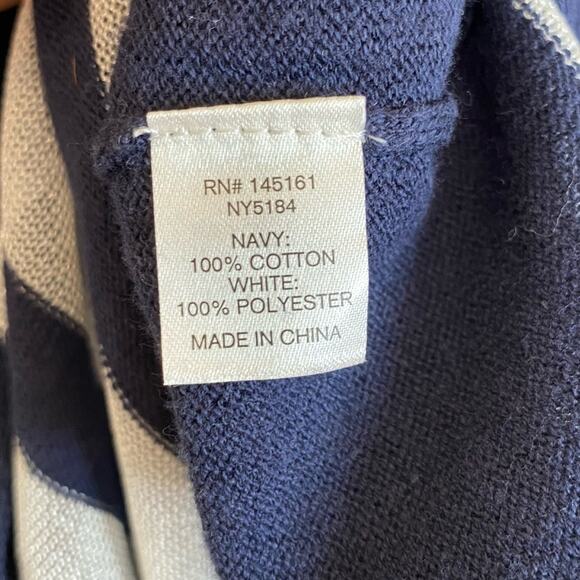 RN# 145161
NY5184
NAVY:
100% COTTON
WHITE:
100% POLYESTER
MADE IN CHINA